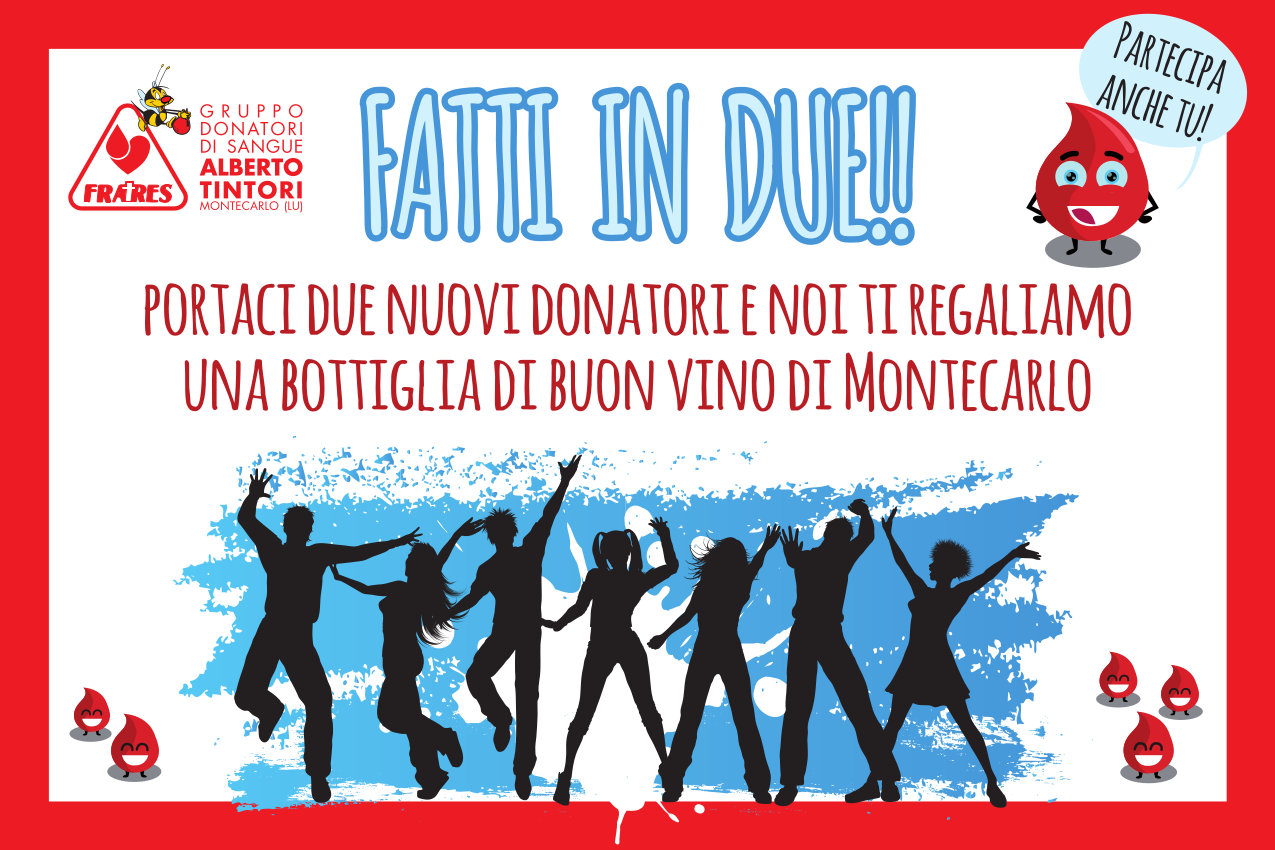 GRUPPO
DONATORI
DI SANGUE
ALBERTO
TINTORI
MONTECARLO (LU)
FRATRES
FATTI IN DUE!!
PARTECIPA
ANCHE TU!
PORTACI DUE NUOVI DONATORI E NOI TI REGALIAMO
UNA BOTTIGLIA DI BUON VINO DI MONTECARLO